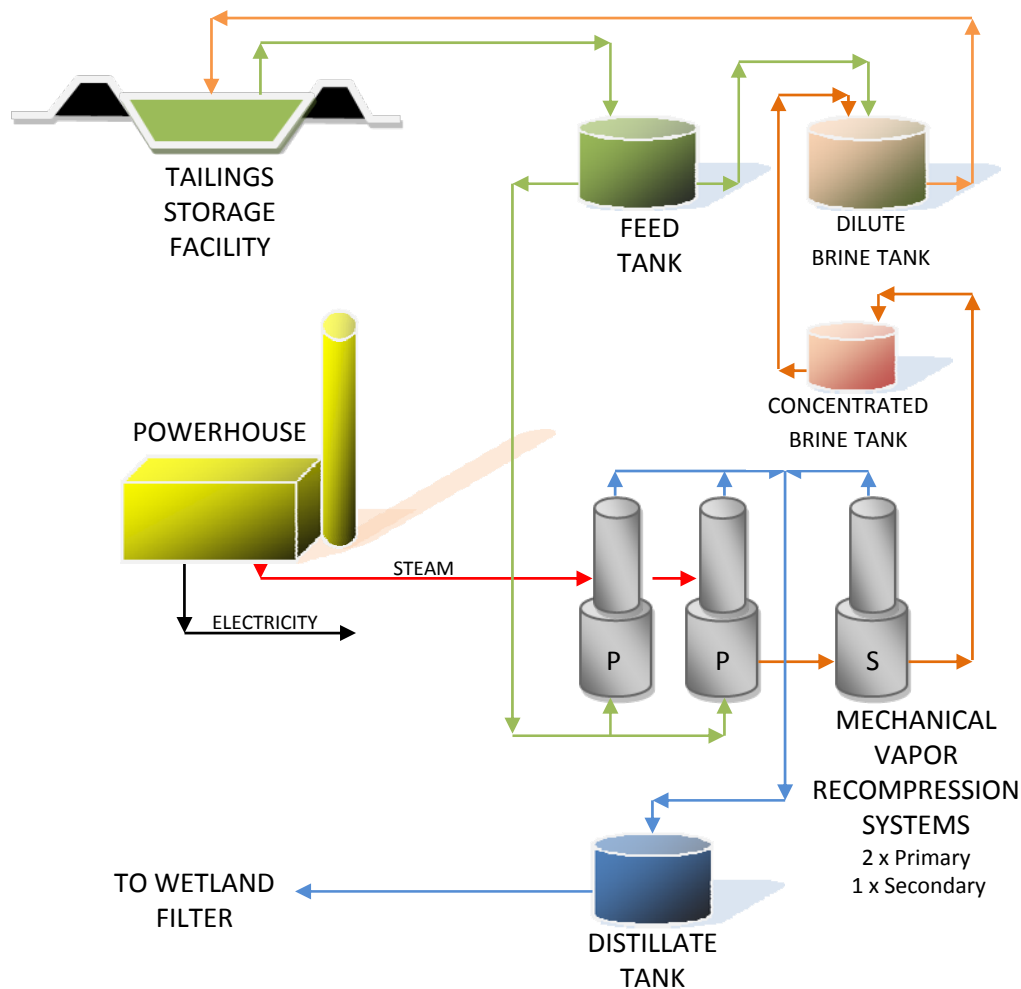 TAILINGS
STORAGE
FACILITY
FEED
TANK
DILUTE
BRINE TANK
CONCENTRATED
BRINE TANK
POWERHOUSE
STEAM
ELECTRICITY
P
P
S
MECHANICAL
VAPOR
RECOMPRESSION
SYSTEMS
2 x Primary
1 x Secondary
TO WETLAND
FILTER
DISTILLATE
TANK